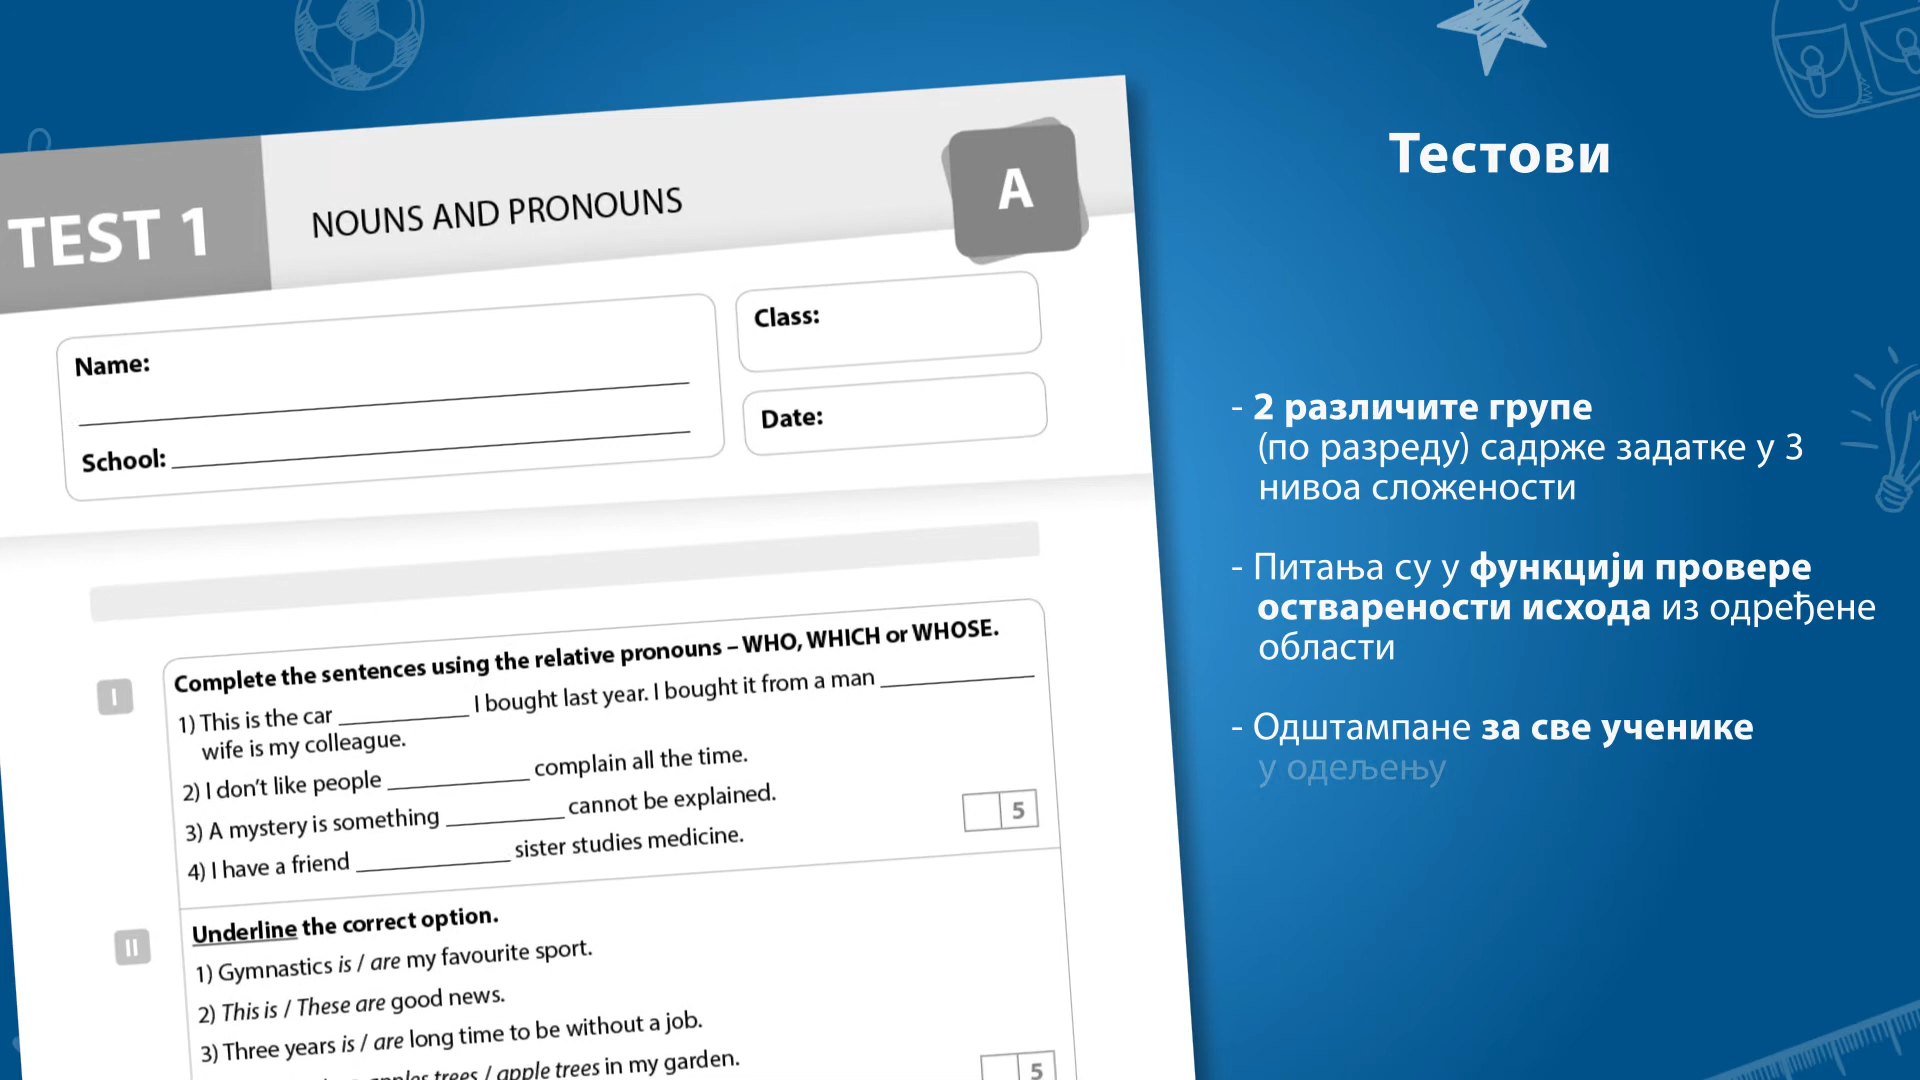 TEST 1
NOUNS AND PRONOUNS
A
Name:
School:
Class:
Date:
I
Complete the sentences using the relative pronouns – WHO, WHICH or WHOSE.
1) This is the car ____________ I bought last year. I bought it from a man ____________
wife is my colleague.
2) I don't like people ____________ complain all the time.
3) A mystery is something ____________ cannot be explained.
4) I have a friend ____________ sister studies medicine.
5
II
Underline the correct option.
1) Gymnastics is / are my favourite sport.
2) This is / These are good news.
3) Three years is / are long time to be without a job.
trees / apple trees in my garden.
5
Тестови
- 2 различите групе
(по разреду) садрже задатке у 3
нивоа сложености
- Питања су у функцији провере
остварености исхода из одређене
области
- Одштампане за све ученике
у одељењу